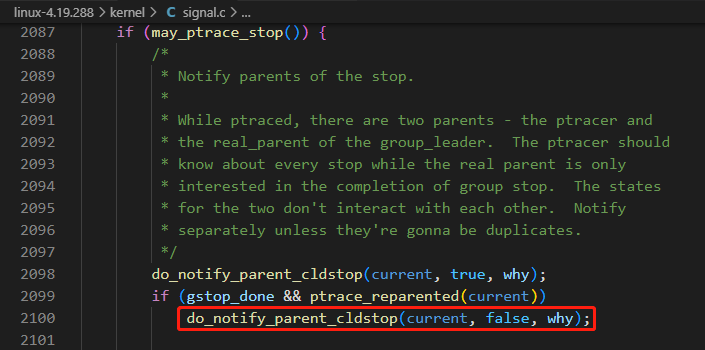 linux-4.19.288 > kernel > signal.c > ...
2087 if (may_ptrace_stop()) {
2088 /*
2089 * Notify parents of the stop.
2090 *
2091 * While ptraced, there are two parents - the ptracer and
2092 * the real_parent of the group_leader.  The ptracer should
2093 * know about every stop while the real parent is only
2094 * interested in the completion of group stop.  The states
2095 * for the two don't interact with each other.  Notify
2096 * separately unless they're gonna be duplicates.
2097 */
2098 do_notify_parent_cldstop(current, true, why);
2099 if (gstop_done && ptrace_reparented(current))
2100 do_notify_parent_cldstop(current, false, why);
2101